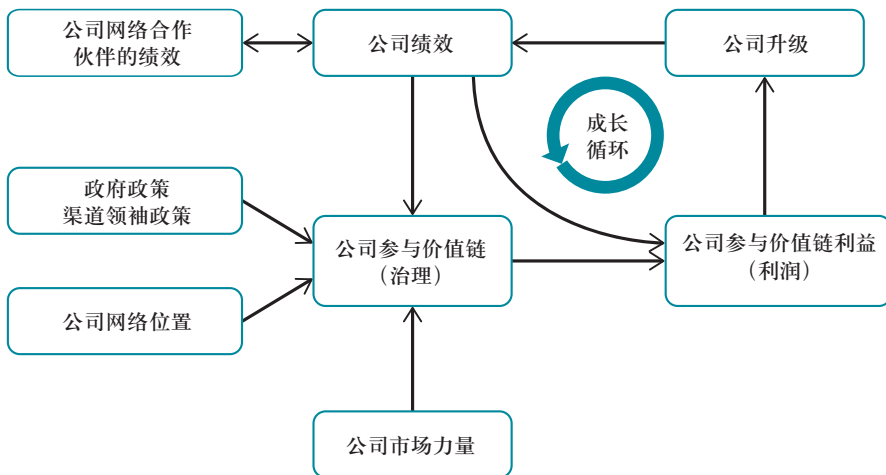 公司网络合作
伙伴的绩效
公司绩效
公司升级
成长
循环
政府政策
渠道领袖政策
公司参与价值链
（治理）
公司参与价值链利益
（利润）
公司网络位置
公司市场力量